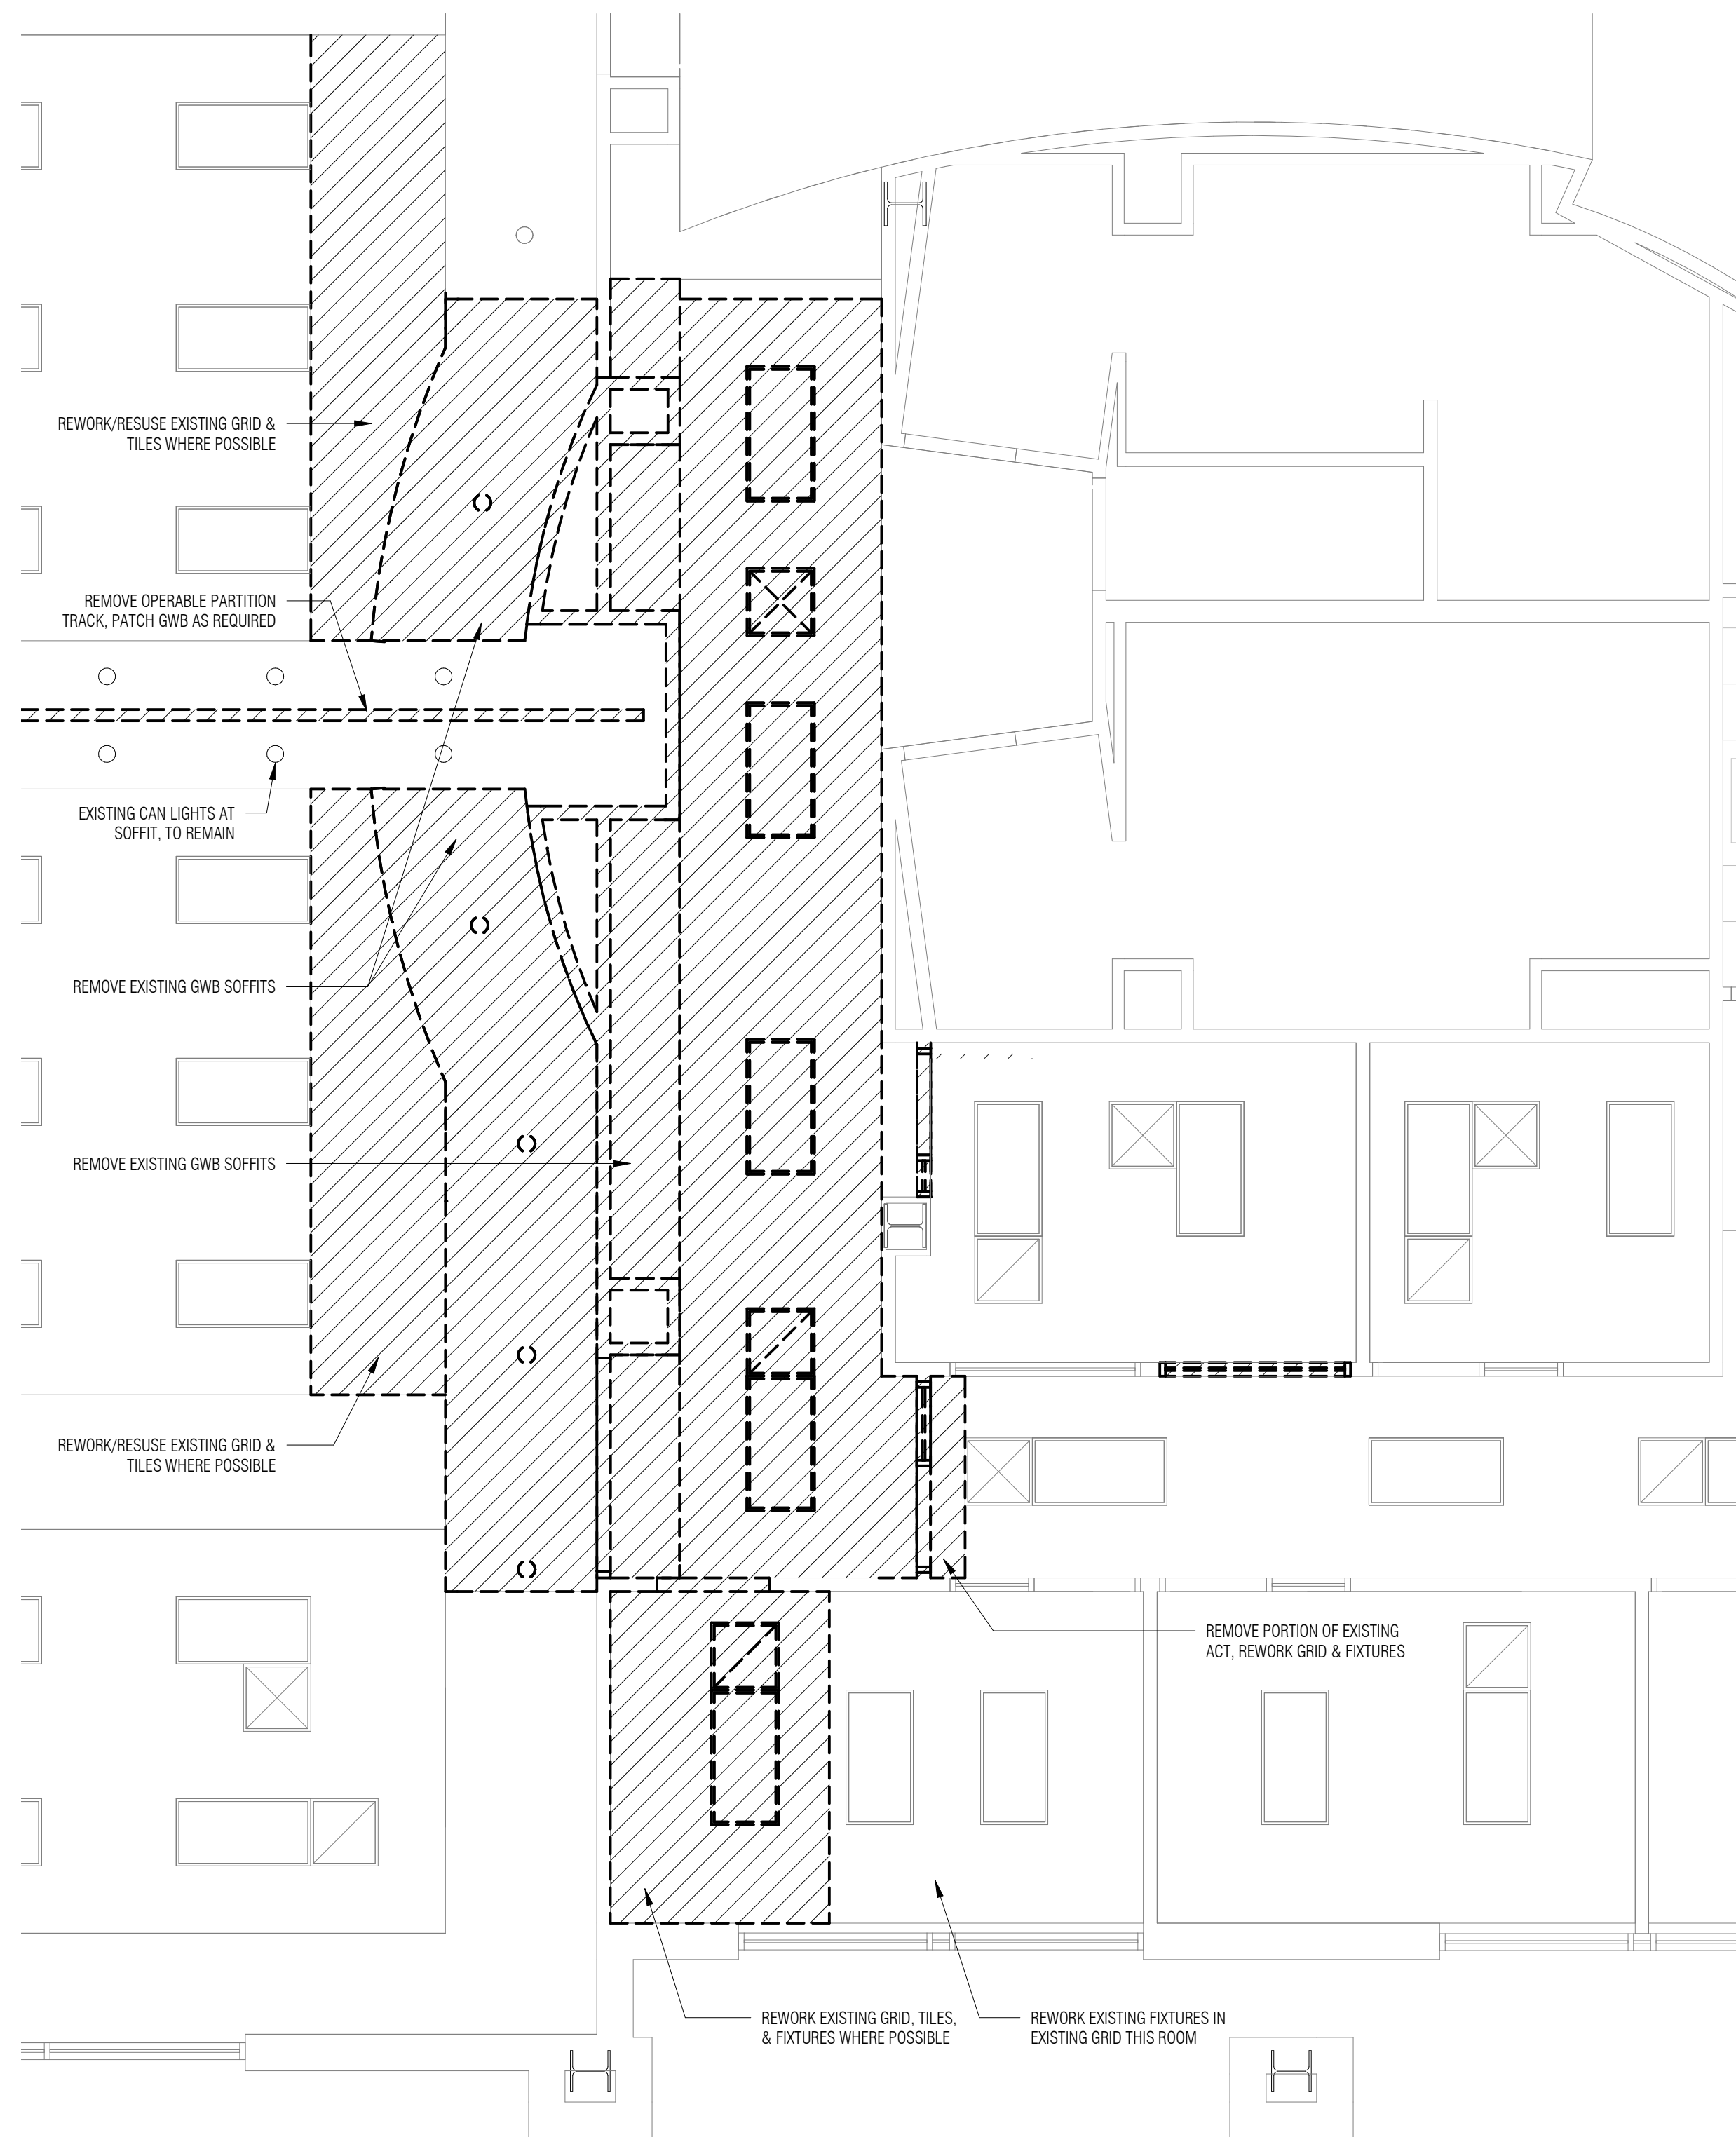 REWORK/RESUSE EXISTING GRID &
TILES WHERE POSSIBLE
REMOVE OPERABLE PARTITION
TRACK, PATCH GWB AS REQUIRED
EXISTING CAN LIGHTS AT
SOFFIT, TO REMAIN
REMOVE EXISTING GWB SOFFITS
REMOVE EXISTING GWB SOFFITS
REWORK/RESUSE EXISTING GRID &
TILES WHERE POSSIBLE
REMOVE PORTION OF EXISTING
ACT, REWORK GRID & FIXTURES
REWORK EXISTING GRID, TILES,
& FIXTURES WHERE POSSIBLE
REWORK EXISTING FIXTURES IN
EXISTING GRID THIS ROOM